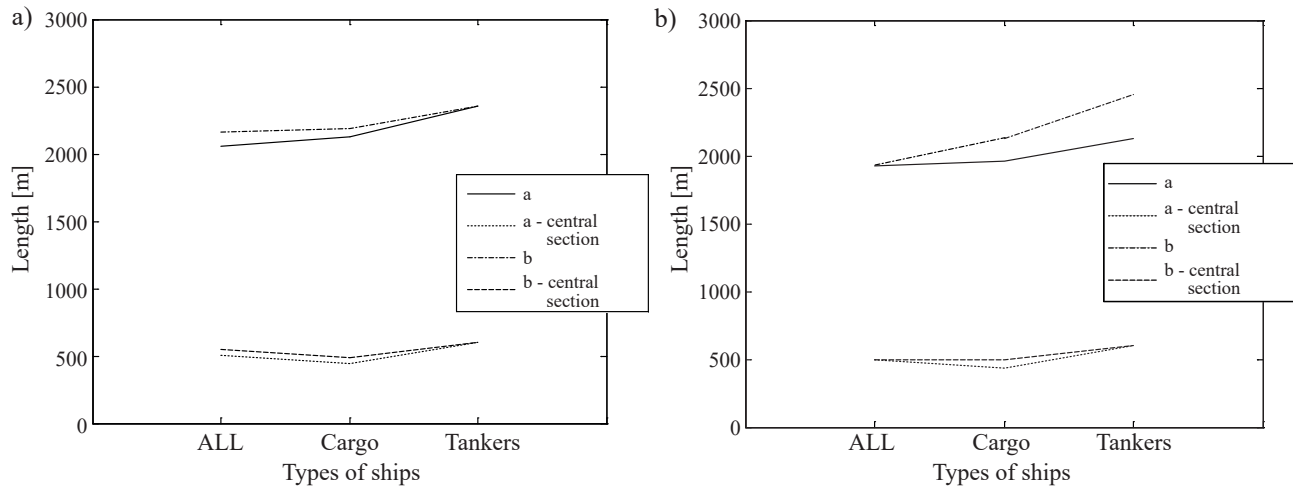 a)
3000
2500
2000
1500
1000
500
0
Length [m]
ALL Cargo Tankers
Types of ships
a
a - central
section
b
b - central
section
b)
3000
2500
2000
1500
1000
500
0
Length [m]
ALL Cargo Tankers
Types of ships
a
a - central
section
b
b - central
section